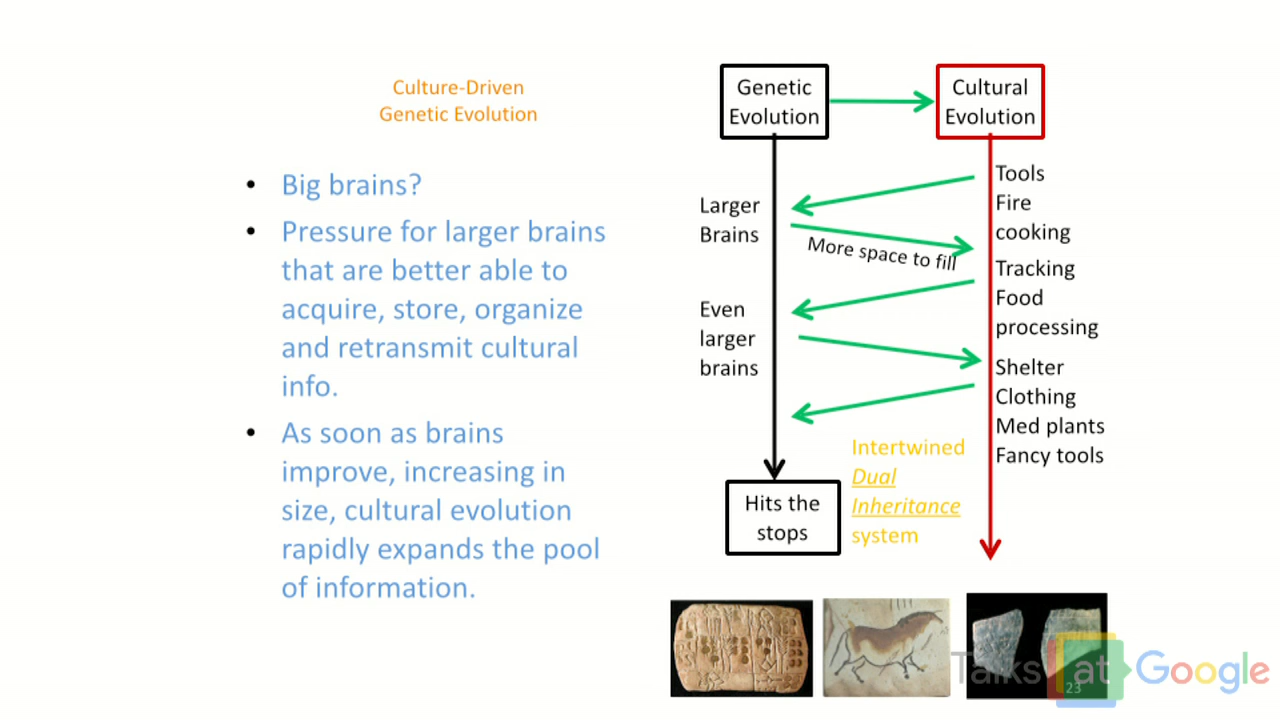 Culture-Driven
Genetic Evolution
• Big brains?
• Pressure for larger brains
that are better able to
acquire, store, organize
and retransmit cultural
info.
• As soon as brains
improve, increasing in
size, cultural evolution
rapidly expands the pool
of information.
Genetic
Evolution
Cultural
Evolution
Larger
Brains
More space to fill
Even
larger
brains
Hits the
stops
Tools
Fire
cooking
Tracking
Food
processing
Shelter
Clothing
Med plants
Fancy tools
Intertwined
Dual
Inheritance
system
Talks at Google
23